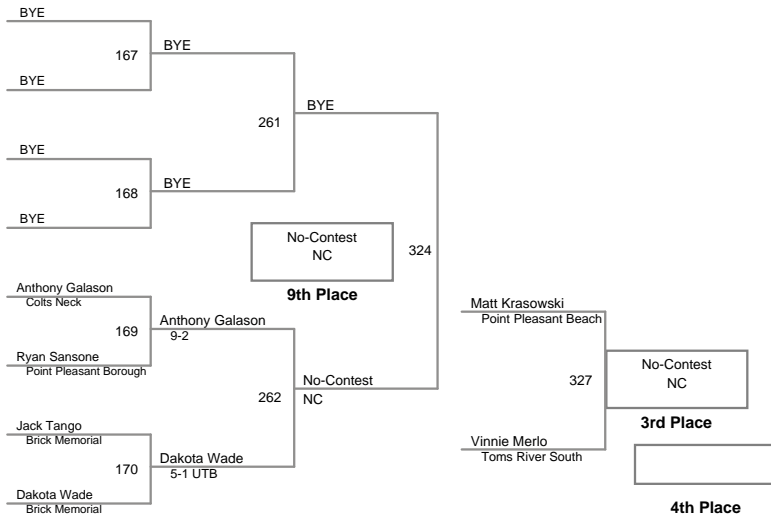 BYE
167
BYE
BYE
BYE
261
BYE
BYE
168
BYE
No-Contest
NC
9th Place
324
Anthony Galason
Colts Neck
169
Anthony Galason
9-2
Ryan Sansone
Point Pleasant Borough
262
No-Contest
NC
Jack Tango
Brick Memorial
170
Dakota Wade
5-1 UTB
Dakota Wade
Brick Memorial
Matt Krasowski
Point Pleasant Beach
327
No-Contest
NC
3rd Place
Vinnie Merlo
Toms River South
4th Place